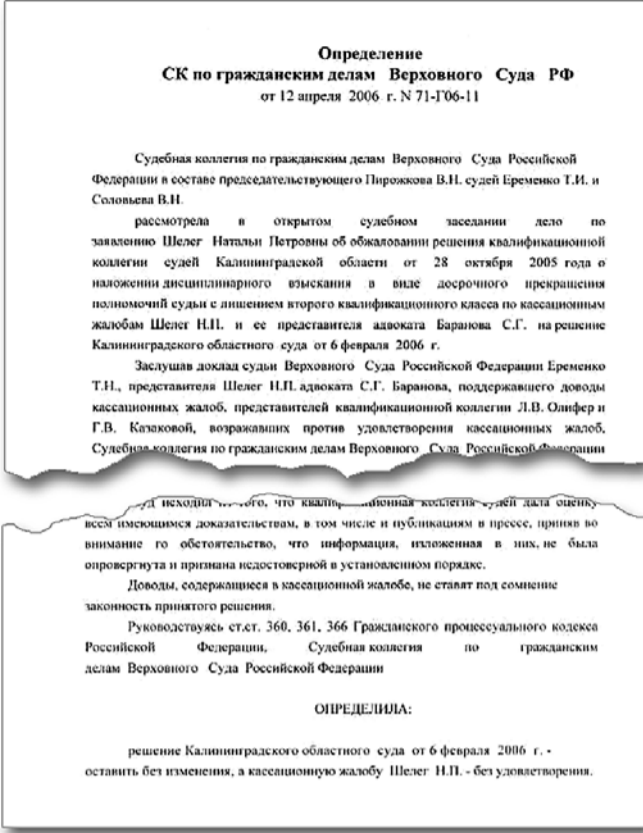 Определение
СК по гражданским делам Верховного Суда РФ
от 12 апреля 2006 г. N 71-Г06-11
Судебная коллегия по гражданским делам Верховного Суда Российской
Федерации в составе председательствующего Пирожкова В.Н. судей Еременко Т.И. и
Соловьева В.Н.
рассмотрела в открытом судебном заседании дело по
заявлению Шелег Натальи Петровны об обжаловании решения квалификационной
коллегии судей Калининградской области от 28 октября 2005 года о
наложении дисциплинарного взыскания в виде досрочного прекращения
полномочий судьи с лишением второго квалификационного класса по кассационным
жалобам Шелег Н.П. и ее представителя адвоката Баранова С.Г. на решение
Калининградского областного суда от 6 февраля 2006 г.
Заслушав доклад судьи Верховного Суда Российской Федерации Еременко
Т.Н., представителя Шелег Н.П. адвоката С.Г. Баранова, поддержавшего доводы
кассационных жалоб, представителей квалификационной коллегии Л.В. Олифер и
Г.В. Казаковой, возражавших против удовлетворения кассационных жалоб,
Судебная коллегия по гражданским делам Верховного Суда Российской Федерации
исходил из того, что квалификационная коллегия судей дала оценку
всем имеющимся доказательствам, в том числе и публикациям в прессе, приняв во
внимание го обстоятельство, что информация, изложенная в них, не была
опровергнута и признана недостоверной в установленном порядке.
Доводы, содержащиеся в кассационной жалобе, не ставят под сомнение
законность принятого решения.
Руководствуясь ст.ст. 360, 361, 366 Гражданского процессуального кодекса
Российской Федерации, Судебная коллегия по гражданским
делам Верховного Суда Российской Федерации
ОПРЕДЕЛИЛА:
решение Калининградского областного суда от 6 февраля 2006 г. -
оставить без изменения, а кассационную жалобу Шелег Н.П. - без удовлетворения.